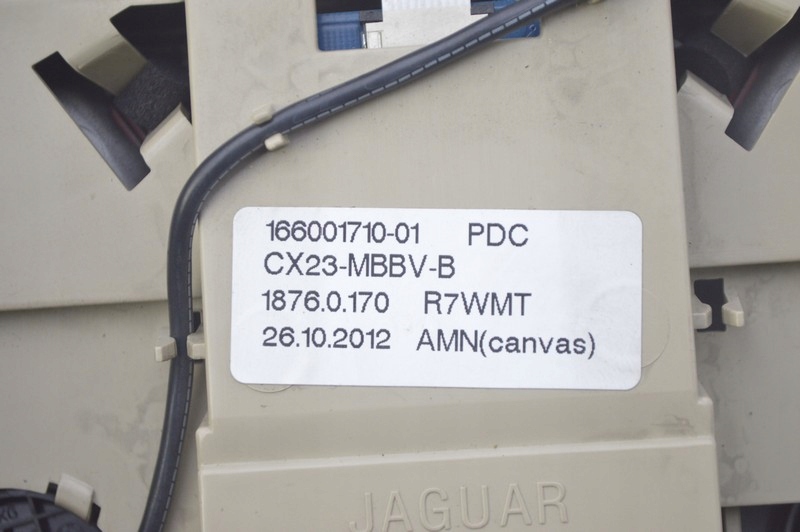 166001710-01 PDC
CX23-MBBV-B
1876.0.170 R7WMT
26.10.2012 AMN(canvas)
JAGUAR